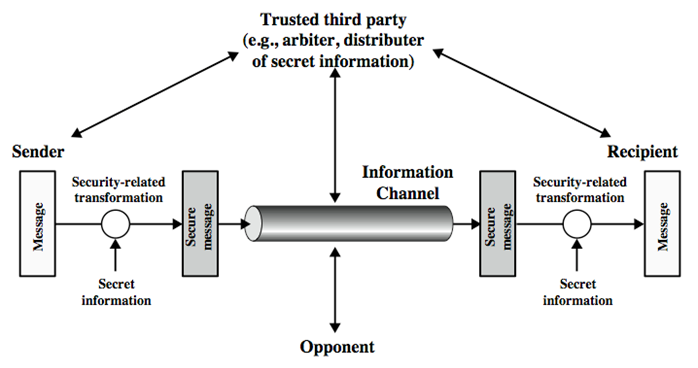 Trusted third party
(e.g., arbiter, distributer
of secret information)
Sender
Recipient
Information
Channel
Security-related
transformation
Security-related
transformation
Message
Secure
message
Secure
message
Message
Secret
information
Secret
information
Opponent